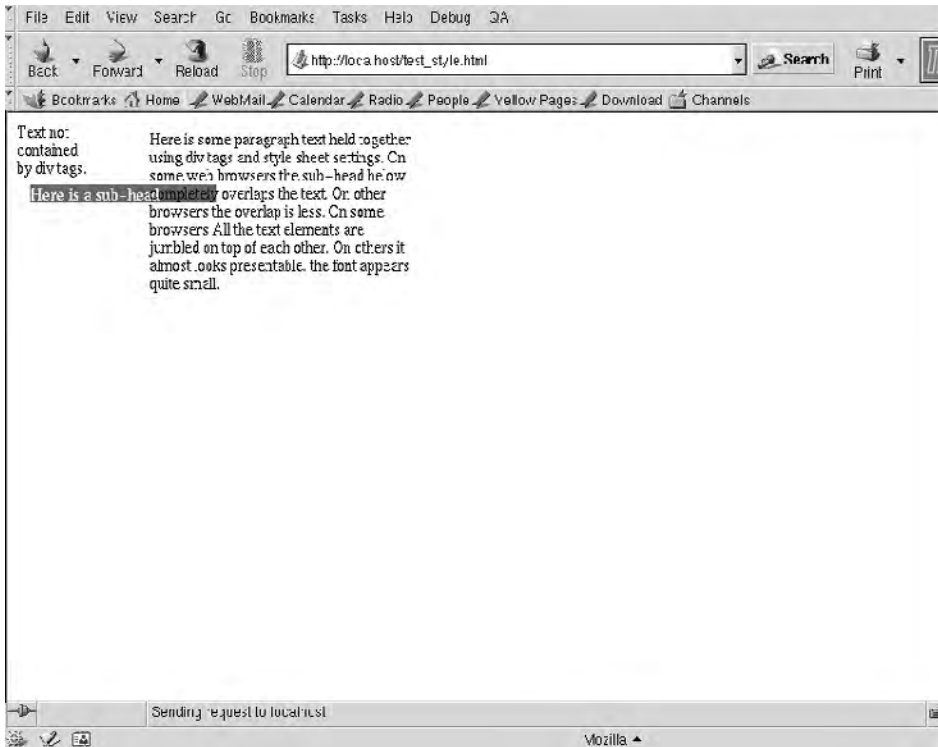 File Edit View Search Go Bookmarks Tasks Help Debug QA
Back Forward Reload Stop http://localhost/test_style.html Search Print
Bookmarks Home WebMail Calendar Radio People Yellow Pages Download Channels
Text not
contained
by div tags.
Here is some paragraph text held together
using div tags and style sheet settings. On
some web browsers the sub-head below
completely overlaps the text. On other
browsers the overlap is less. On some
browsers All the text elements are
jumbled on top of each other. On others it
almost looks presentable. the font appears
quite small.
Here is a sub-head
Sending request to localhost
Mozilla